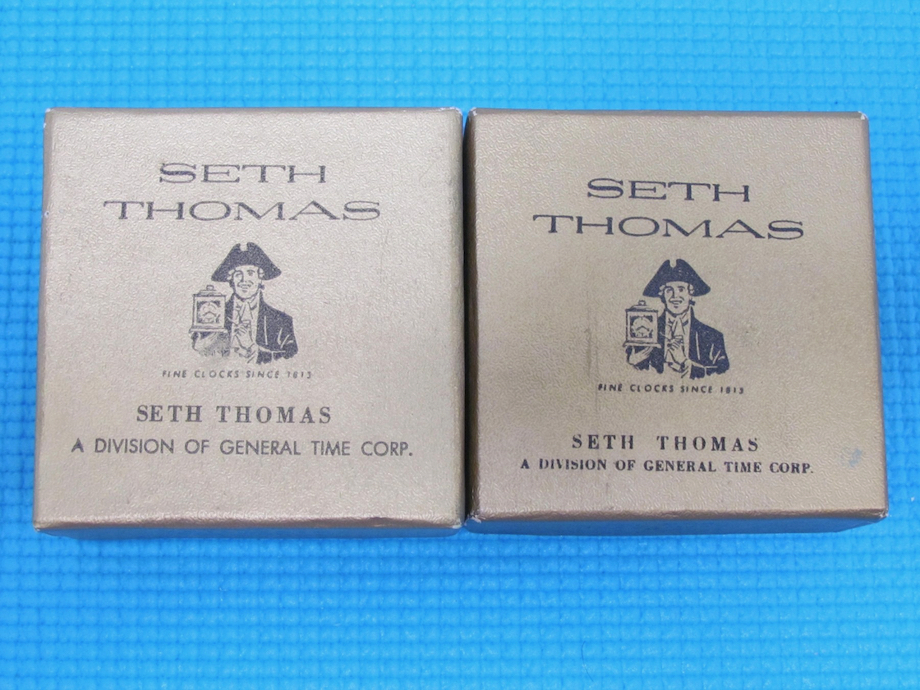 SETH
THOMAS
FINE CLOCKS SINCE 1813
SETH THOMAS
A DIVISION OF GENERAL TIME CORP.
SETH
THOMAS
FINE CLOCKS SINCE 1813
SETH THOMAS
A DIVISION OF GENERAL TIME CORP.